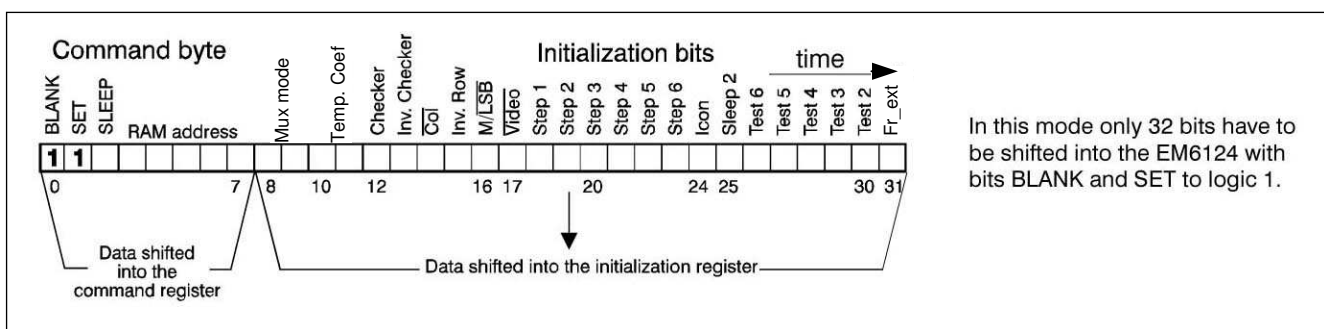 Command byte
Initialization bits
time
BLANK
SET
SLEEP
RAM address
Mux mode
Temp. Coef
Checker
Inv. Checker
Col
Inv. Row
M/LSB
Video
Step 1
Step 2
Step 3
Step 4
Step 5
Step 6
Icon
Sleep 2
Test 6
Test 5
Test 4
Test 3
Test 2
Fr_ext
1 1
0 7 8 10 12 16 17 20 24 25 30 31
Data shifted
into the
command register
Data shifted into the initialization register
In this mode only 32 bits have to
be shifted into the EM6124 with
bits BLANK and SET to logic 1.